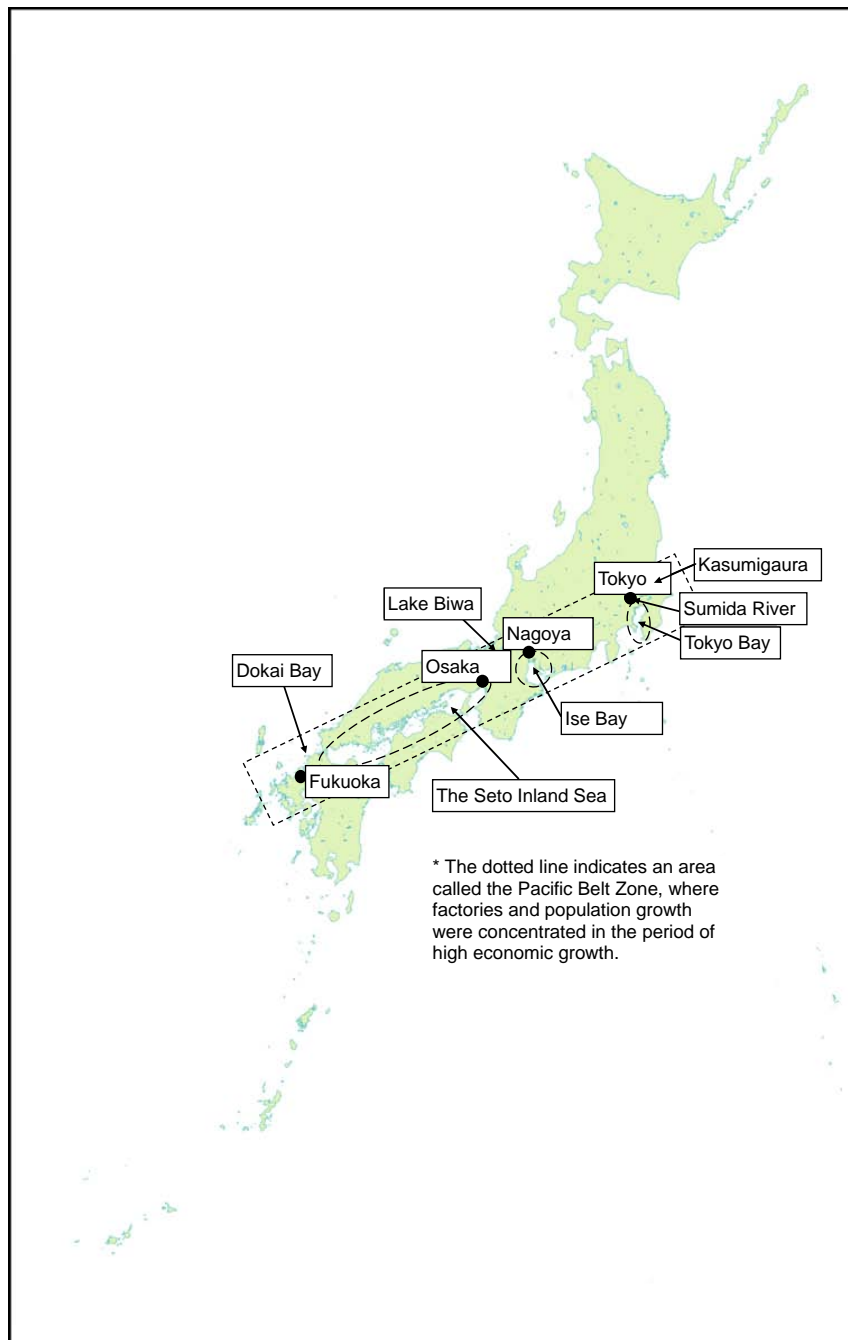 Kasumigaura
Tokyo
Sumida River
Lake Biwa
Nagoya
Tokyo Bay
Osaka
Dokai Bay
Ise Bay
Fukuoka
The Seto Inland Sea
* The dotted line indicates an area
called the Pacific Belt Zone, where
factories and population growth
were concentrated in the period of
high economic growth.